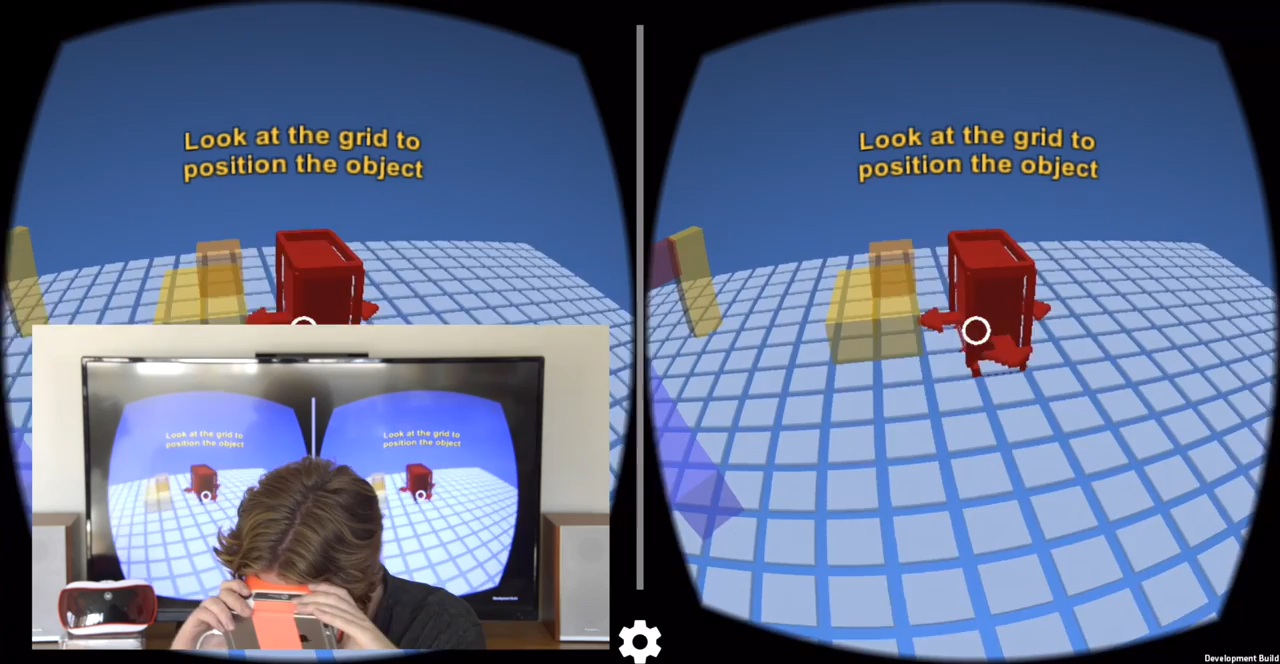 Look at the grid to
position the object
Look at the grid to
position the object
Look at the grid to
position the object
Look at the grid to
position the object
Development Build